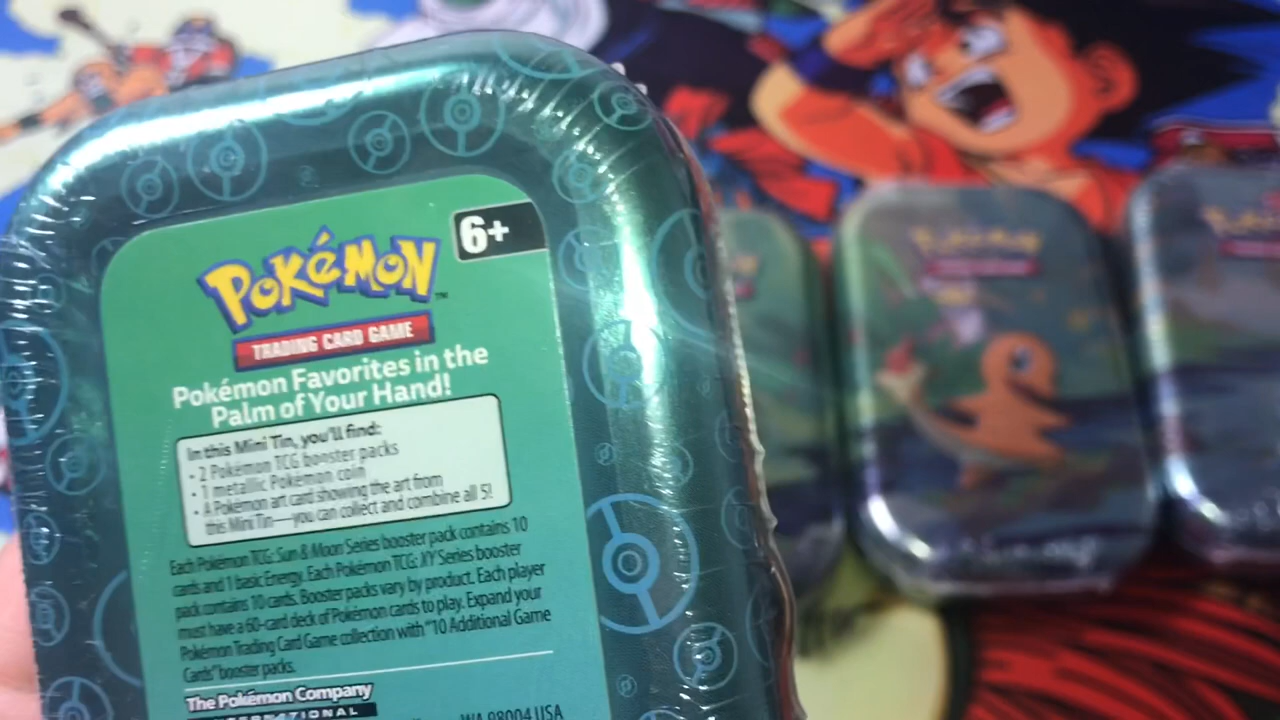 6+
POKéMON™
TRADING CARD GAME
Pokémon Favorites in the
Palm of Your Hand!
In this Mini Tin, you'll find:
• 2 Pokémon TCG booster packs
• 1 metallic Pokémon coin
• A Pokémon art card showing the art from
this Mini Tin—you can collect and combine all 5!
Each Pokémon TCG: Sun & Moon Series booster pack contains 10
cards and 1 basic Energy. Each Pokémon TCG: XY Series booster
pack contains 10 cards. Booster packs vary by product. Each player
must have a 60-card deck of Pokémon cards to play. Expand your
Pokémon Trading Card Game collection with "10 Additional Game
Cards" booster packs.
The Pokémon Company
INTERNATIONAL
WA 98004 USA